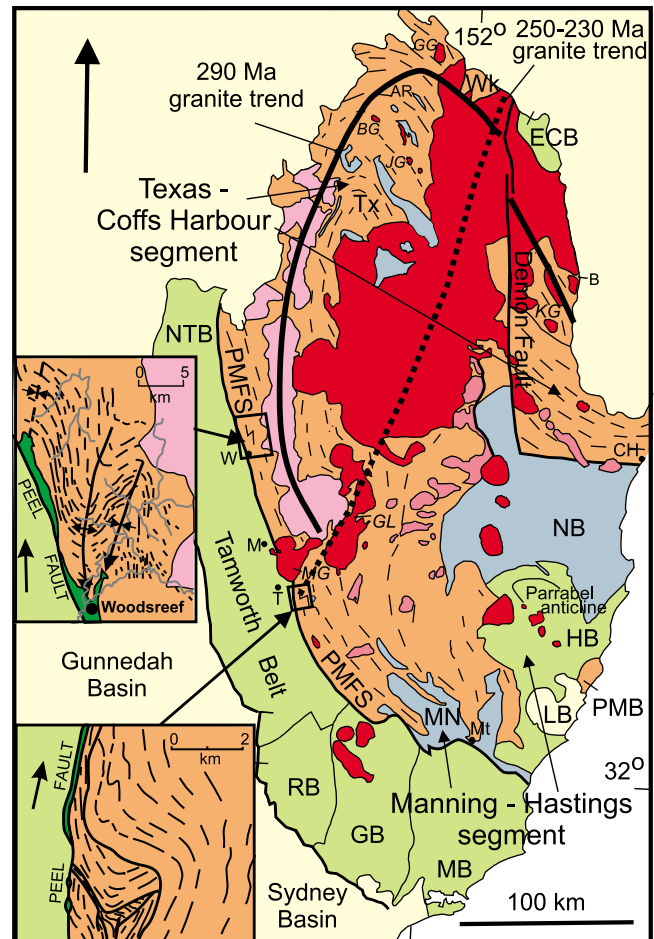 152o
250-230 Ma
granite trend
290 Ma
granite trend
GG
Wk
AR
ECB
BG
JG
Texas -
Coffs Harbour
segment
Tx
Demon Fault
B
KG
NTB
PMFS
0 5
km
W
CH
PEEL
FAULT
GL
NB
M
MG
T
Woodsreef
Parrabel
anticline
HB
Tamworth
Belt
Gunnedah
Basin
PMFS
LB
PMB
MN
Mt
0 2
km
FAULT
PEEL
32o
RB
Manning - Hastings
segment
GB
MB
Sydney
Basin
100 km